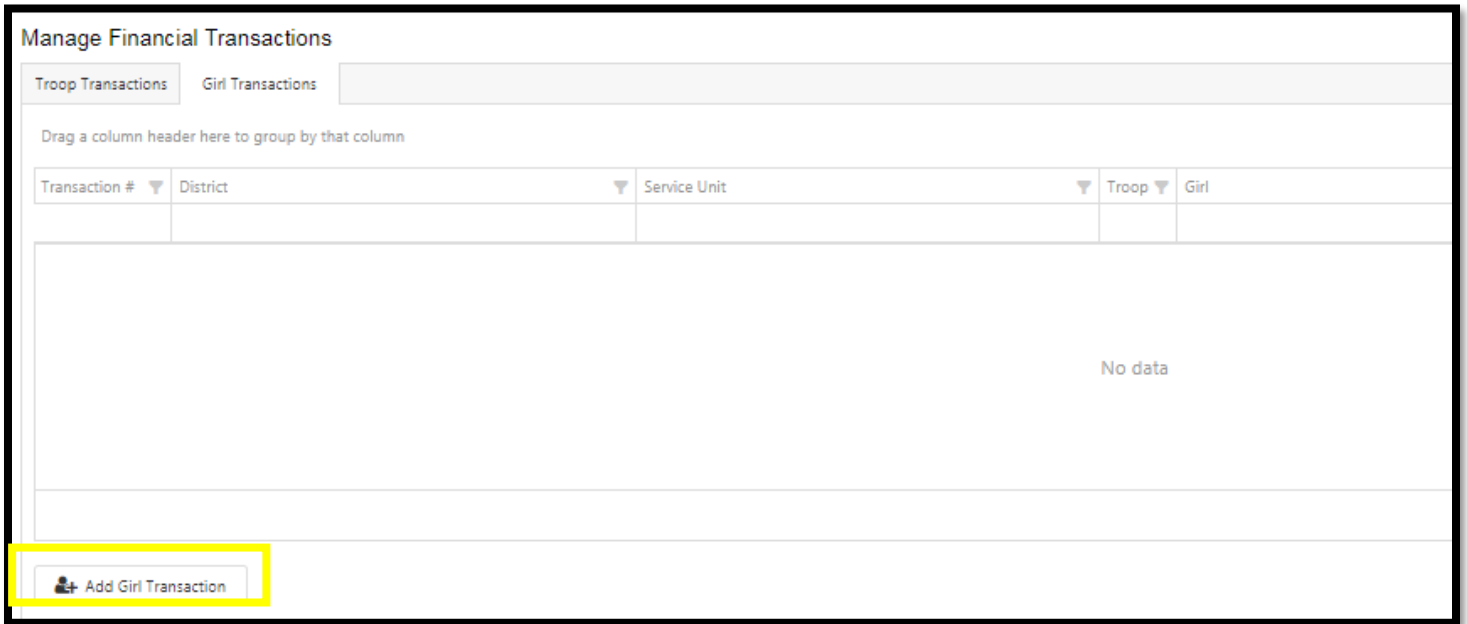 Manage Financial Transactions
Troop Transactions Girl Transactions
Drag a column header here to group by that column
Transaction # District Service Unit Troop Girl
No data
Add Girl Transaction